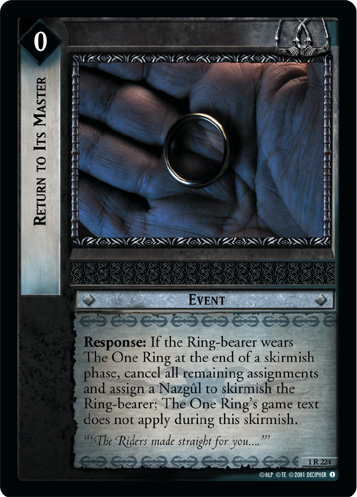 0
Return to Its Master
Event
Response: If the Ring-bearer wears
The One Ring at the end of a skirmish
phase, cancel all remaining assignments
and assign a Nazgûl to skirmish the
Ring-bearer; The One Ring's game text
does not apply during this skirmish.
"'The Riders made straight for you....'"
1 R 224
©NLP ©TE ©2001 DECIPHER